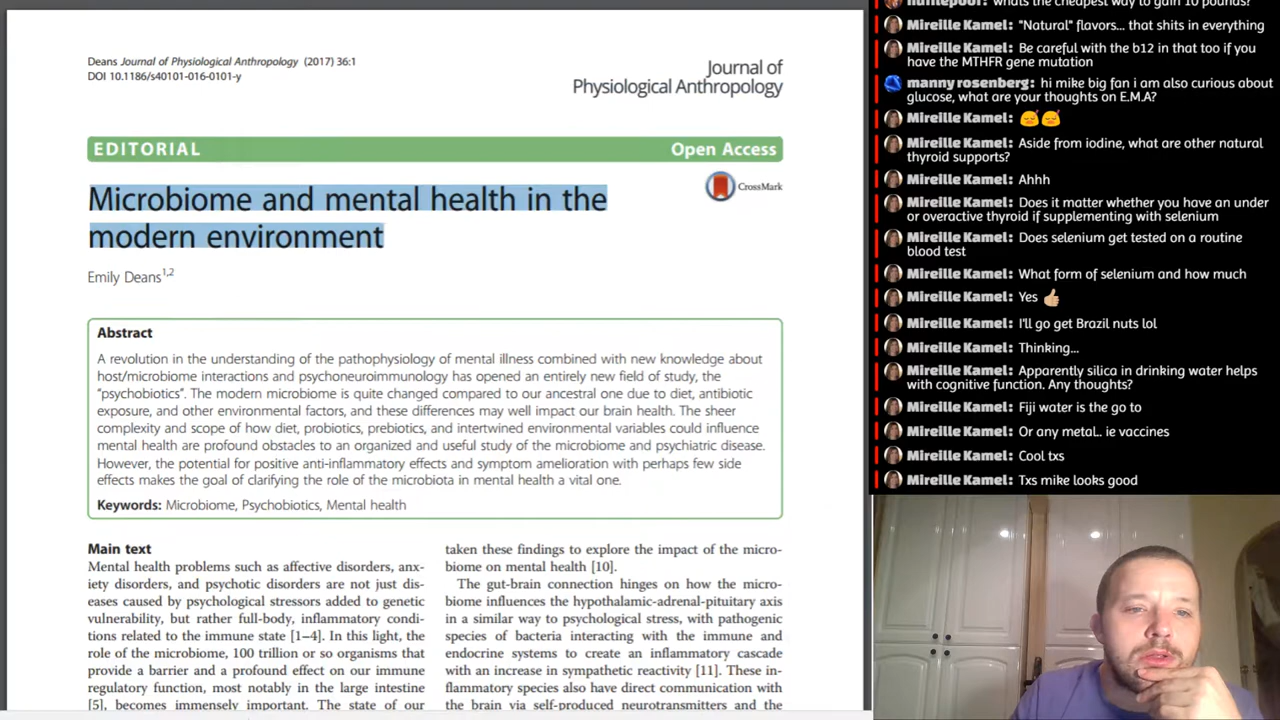 Deans Journal of Physiological Anthropology (2017) 36:1
DOI 10.1186/s40101-016-0101-y
Journal of
Physiological Anthropology
EDITORIAL
Open Access
Microbiome and mental health in the
modern environment
CrossMark
Emily Deans1,2
Abstract
A revolution in the understanding of the pathophysiology of mental illness combined with new knowledge about
host/microbiome interactions and psychoneuroimmunology has opened an entirely new field of study, the
"psychobiotics". The modern microbiome is quite changed compared to our ancestral one due to diet, antibiotic
exposure, and other environmental factors, and these differences may well impact our brain health. The sheer
complexity and scope of how diet, probiotics, prebiotics, and intertwined environmental variables could influence
mental health are profound obstacles to an organized and useful study of the microbiome and psychiatric disease.
However, the potential for positive anti-inflammatory effects and symptom amelioration with perhaps few side
effects makes the goal of clarifying the role of the microbiota in mental health a vital one.
Keywords: Microbiome, Psychobiotics, Mental health
Main text
Mental health problems such as affective disorders, anx-
iety disorders, and psychotic disorders are not just dis-
eases caused by psychological stressors added to genetic
vulnerability, but rather full-body, inflammatory condi-
tions related to the immune state [1–4]. In this light, the
role of the microbiome, 100 trillion or so organisms that
provide a barrier and a profound effect on our immune
regulatory function, most notably in the large intestine
[5], becomes immensely important. The state of our
taken these findings to explore the impact of the micro-
biome on mental health [10].
The gut-brain connection hinges on how the micro-
biome influences the hypothalamic-adrenal-pituitary axis
in a similar way to psychological stress, with pathogenic
species of bacteria interacting with the immune and
endocrine systems to create an inflammatory cascade
with an increase in sympathetic reactivity [11]. These in-
flammatory species also have direct communication with
the brain via self-produced neurotransmitters and the
whats the cheapest way to gain 10 pounds?
Mireille Kamel: "Natural" flavors... that shits in everything
Mireille Kamel: Be careful with the b12 in that too if you
have the MTHFR gene mutation
manny rosenberg: hi mike big fan i am also curious about
glucose, what are your thoughts on E.M.A?
Mireille Kamel:
Mireille Kamel: Aside from iodine, what are other natural
thyroid supports?
Mireille Kamel: Ahhh
Mireille Kamel: Does it matter whether you have an under
or overactive thyroid if supplementing with selenium
Mireille Kamel: Does selenium get tested on a routine
blood test
Mireille Kamel: What form of selenium and how much
Mireille Kamel: Yes
Mireille Kamel: I'll go get Brazil nuts lol
Mireille Kamel: Thinking...
Mireille Kamel: Apparently silica in drinking water helps
with cognitive function. Any thoughts?
Mireille Kamel: Fiji water is the go to
Mireille Kamel: Or any metal.. ie vaccines
Mireille Kamel: Cool txs
Mireille Kamel: Txs mike looks good